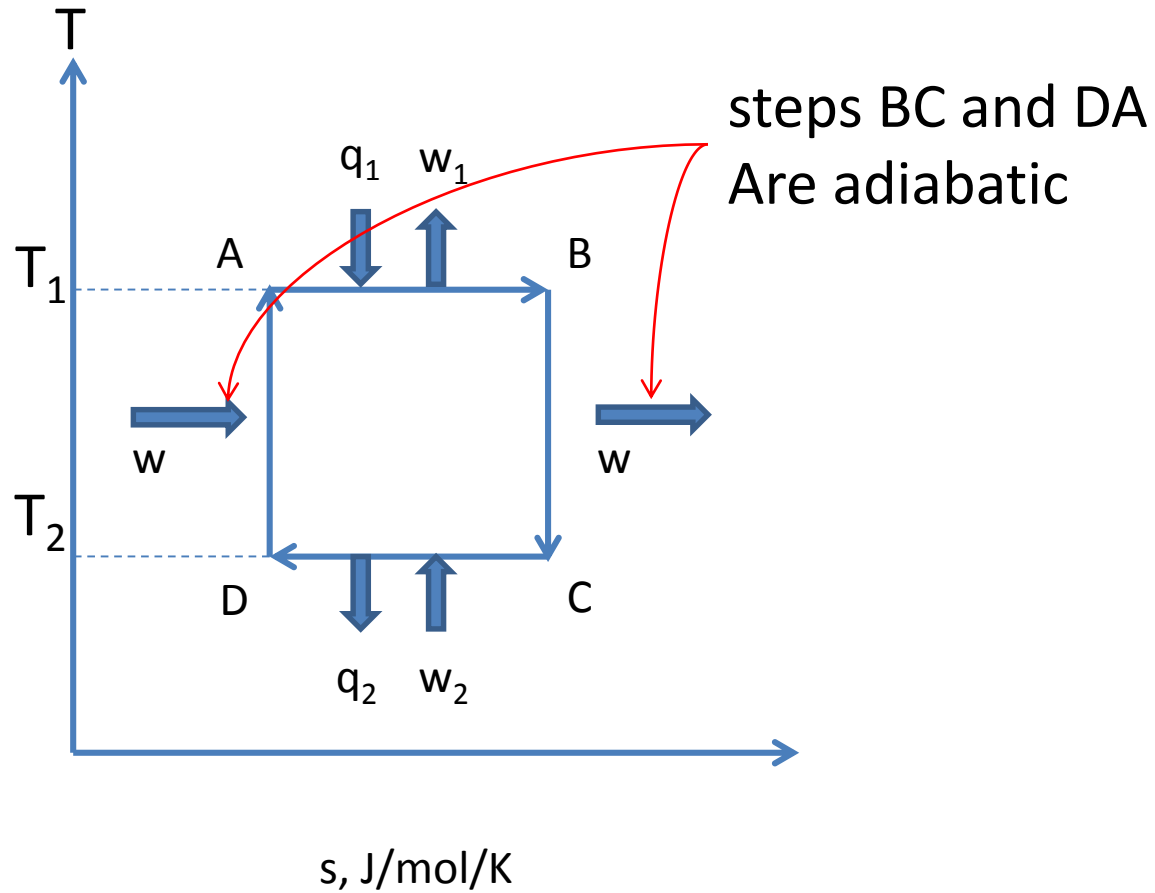 T
steps BC and DA
Are adiabatic
q₁ w₁
A B
T₁
w w
T₂
D C
q₂ w₂
s, J/mol/K